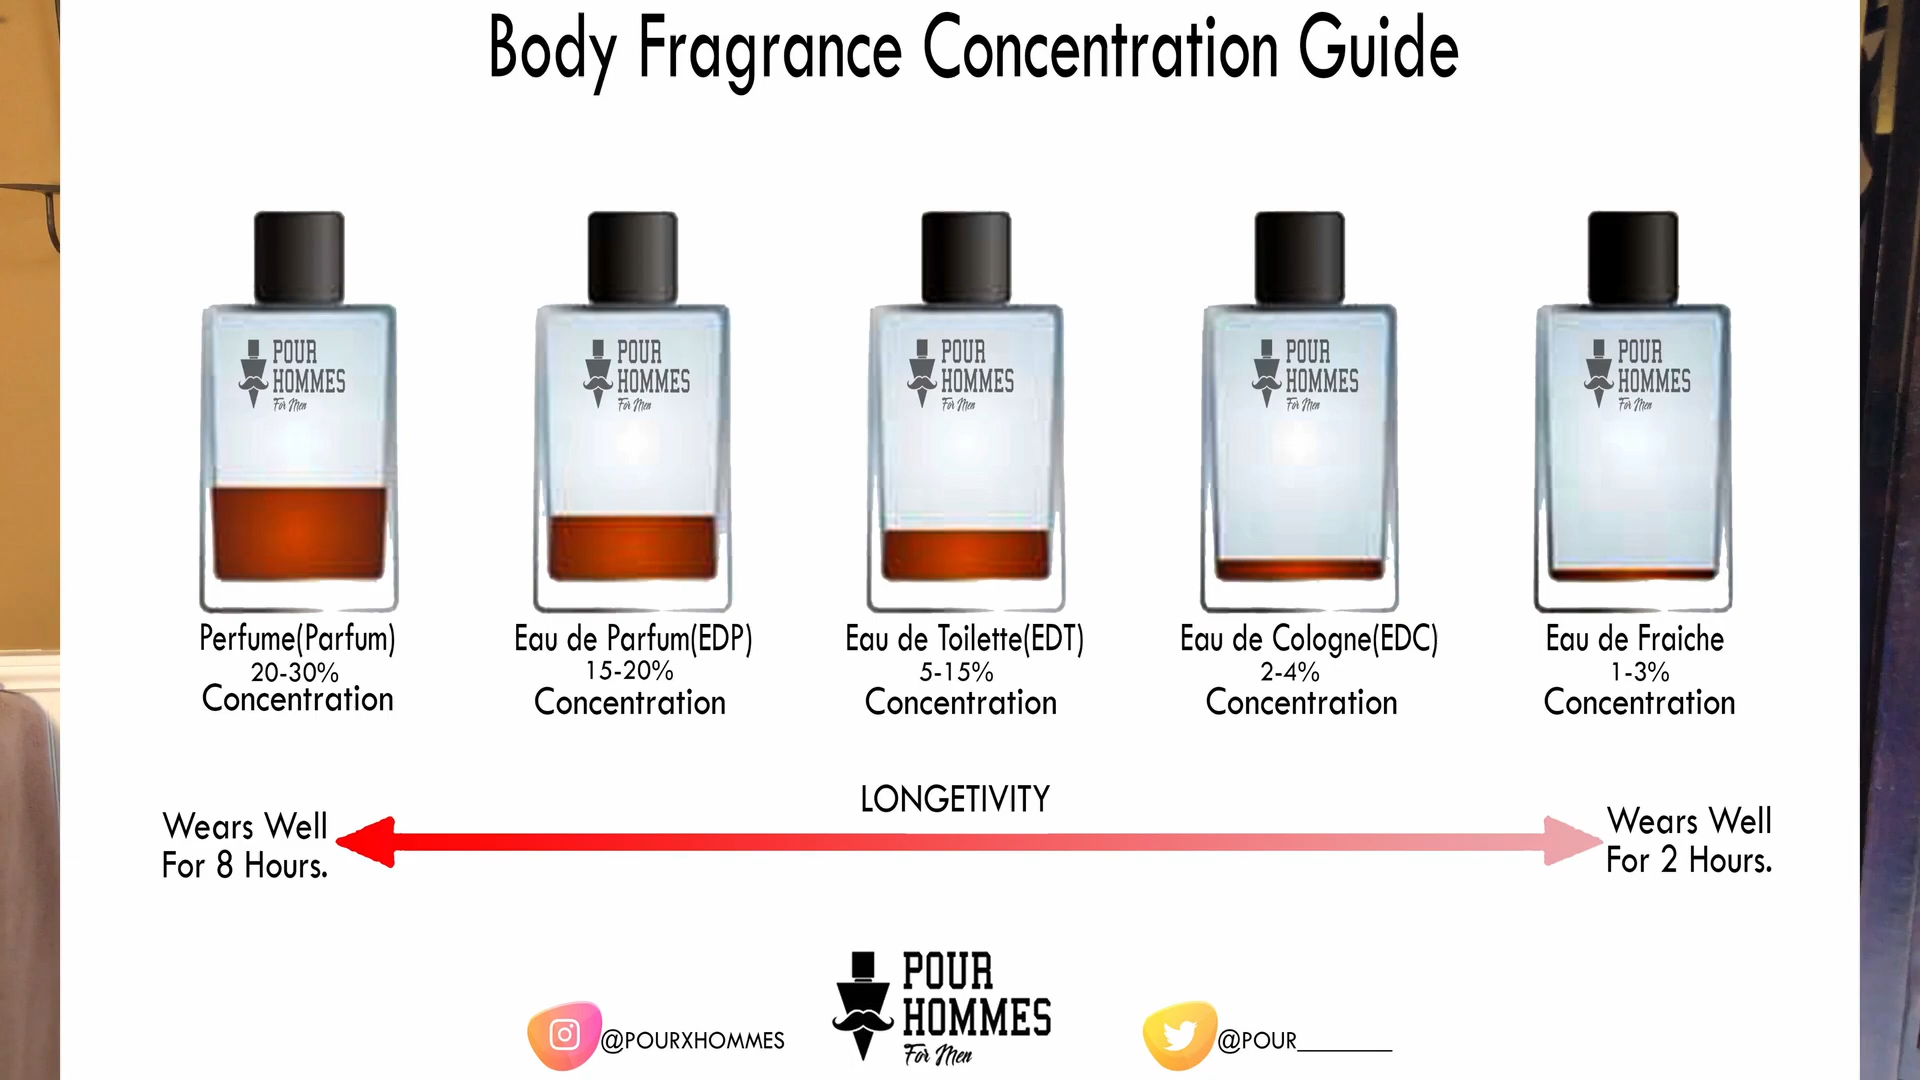 Body Fragrance Concentration Guide
POUR
HOMMES
For Men
POUR
HOMMES
For Men
POUR
HOMMES
For Men
POUR
HOMMES
For Men
POUR
HOMMES
For Men
Perfume(Parfum)
20-30%
Concentration
Eau de Parfum(EDP)
15-20%
Concentration
Eau de Toilette(EDT)
5-15%
Concentration
Eau de Cologne(EDC)
2-4%
Concentration
Eau de Fraiche
1-3%
Concentration
LONGETIVITY
Wears Well
For 8 Hours.
Wears Well
For 2 Hours.
@POURXHOMMES
POUR
HOMMES
For Men
@POUR________